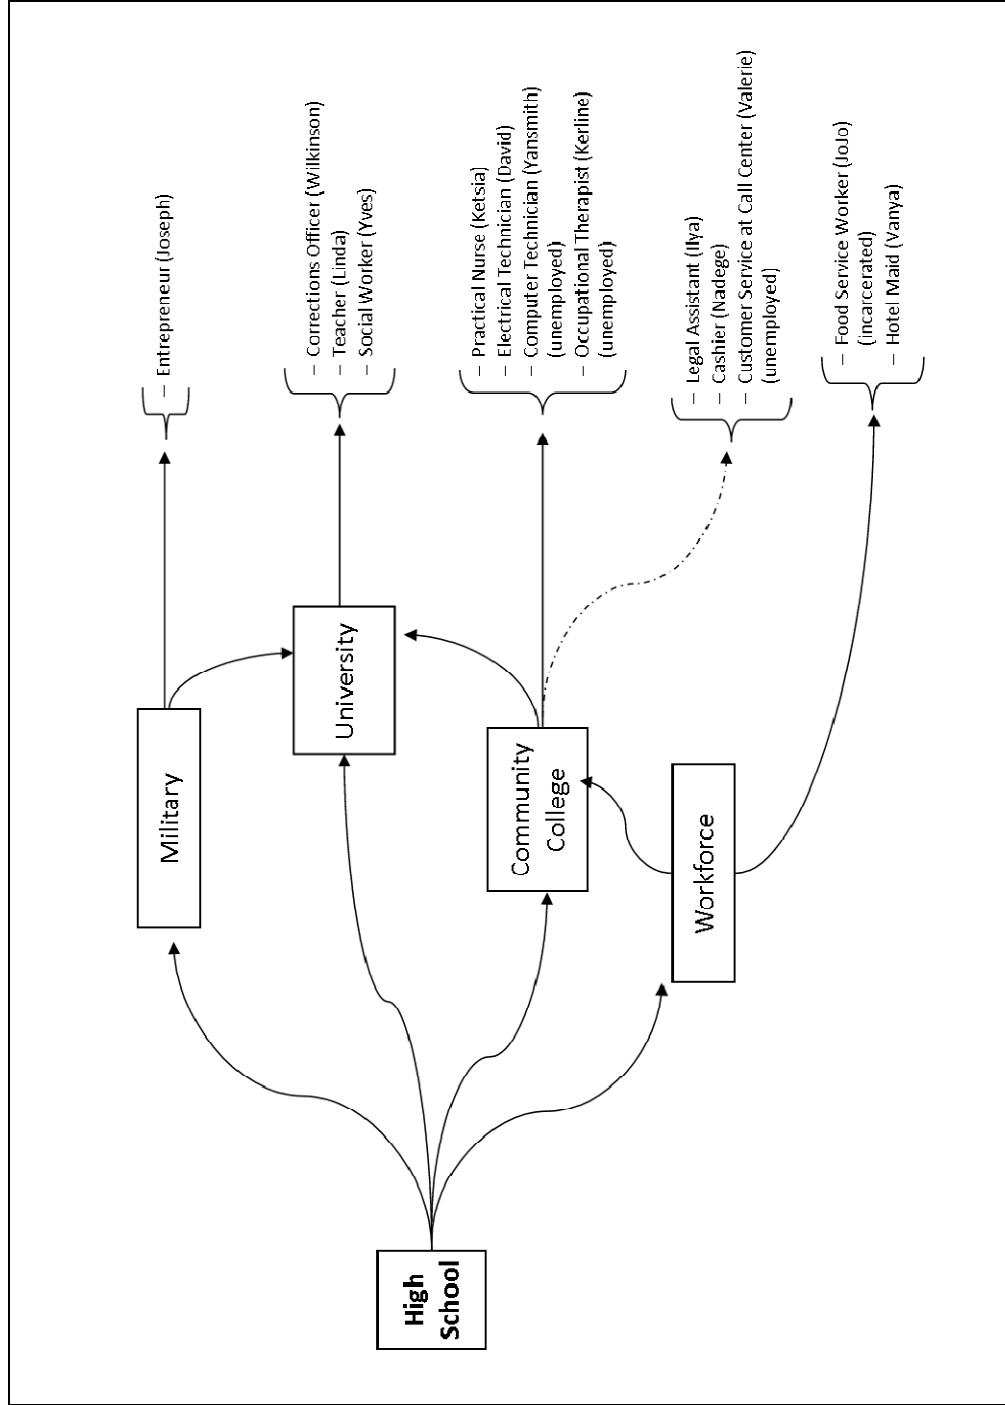 High
School
Military
University
Community
College
Workforce
– Entrepreneur (Joseph)
– Corrections Officer (Wilkinson)
– Teacher (Linda)
– Social Worker (Yves)
– Practical Nurse (Ketsia)
– Electrical Technician (David)
– Computer Technician (Yansmith)
(unemployed)
– Occupational Therapist (Kerline)
(unemployed)
– Legal Assistant (Ilya)
– Cashier (Nadege)
– Customer Service at Call Center (Valerie)
(unemployed)
– Food Service Worker (JoJo)
(incarcerated)
– Hotel Maid (Vanya)